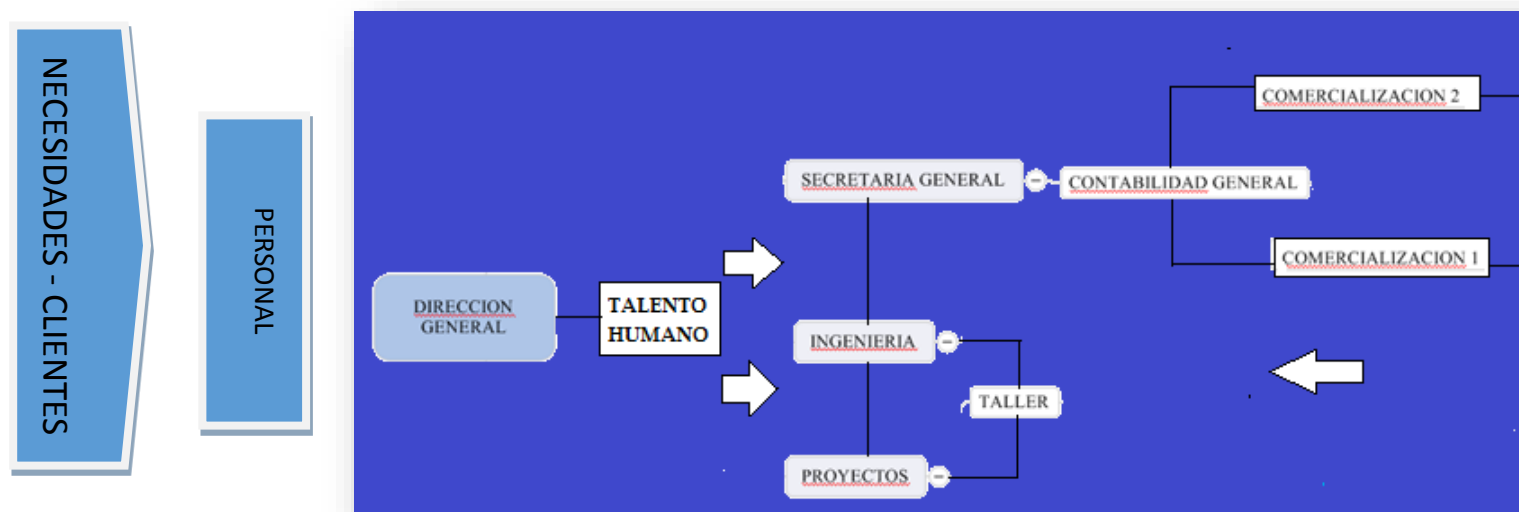 NECESIDADES - CLIENTES
PERSONAL
DIRECCION
GENERAL
TALENTO
HUMANO
SECRETARIA GENERAL
CONTABILIDAD GENERAL
COMERCIALIZACION 2
COMERCIALIZACION 1
INGENIERIA
TALLER
PROYECTOS